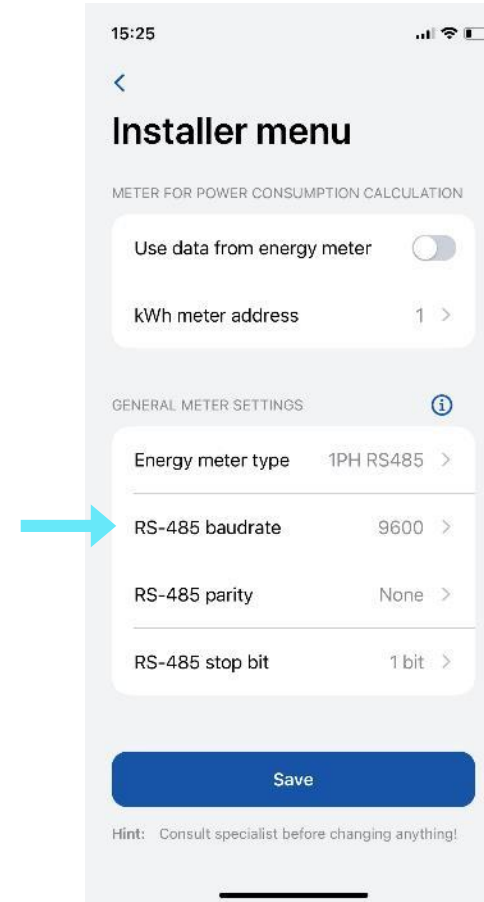 15:25
Installer menu
METER FOR POWER CONSUMPTION CALCULATION
Use data from energy meter
kWh meter address 1
GENERAL METER SETTINGS
Energy meter type 1PH RS485
RS-485 baudrate 9600
RS-485 parity None
RS-485 stop bit 1 bit
Save
Hint: Consult specialist before changing anything!